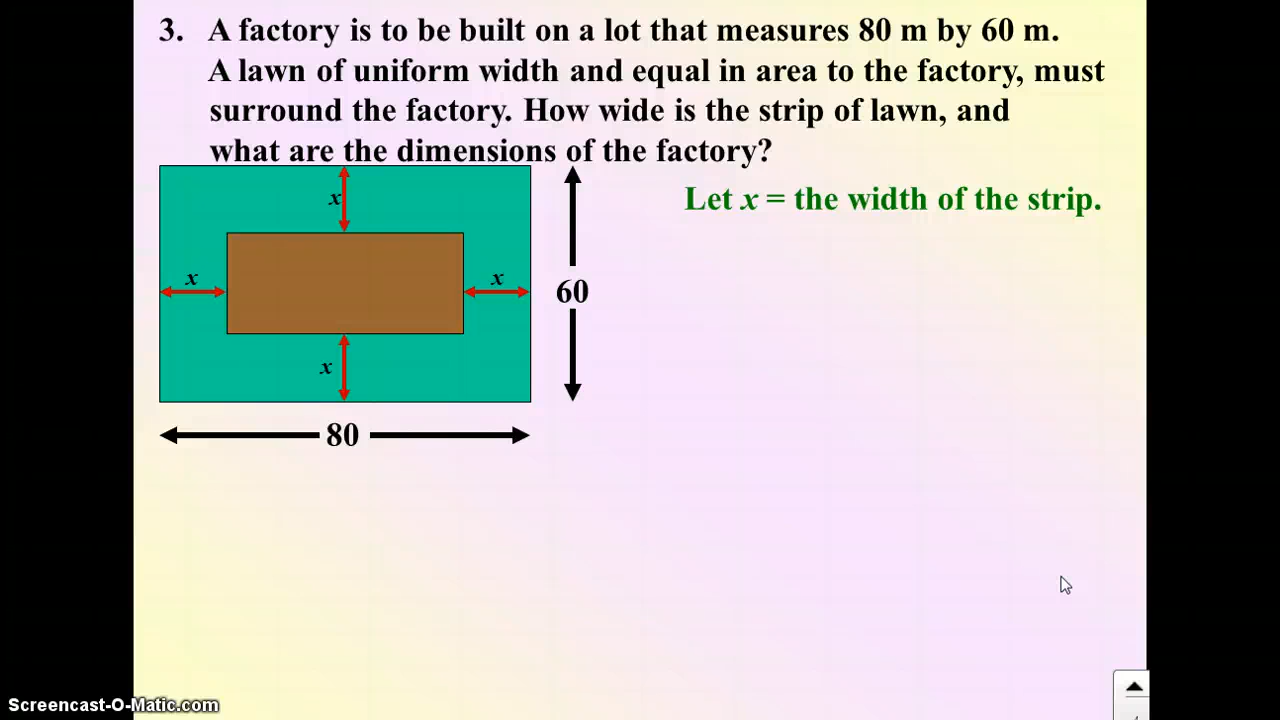 3. A factory is to be built on a lot that measures 80 m by 60 m.
A lawn of uniform width and equal in area to the factory, must
surround the factory. How wide is the strip of lawn, and
what are the dimensions of the factory?
Let x = the width of the strip.
x
x
x
60
x
80
Screencast-O-Matic.com